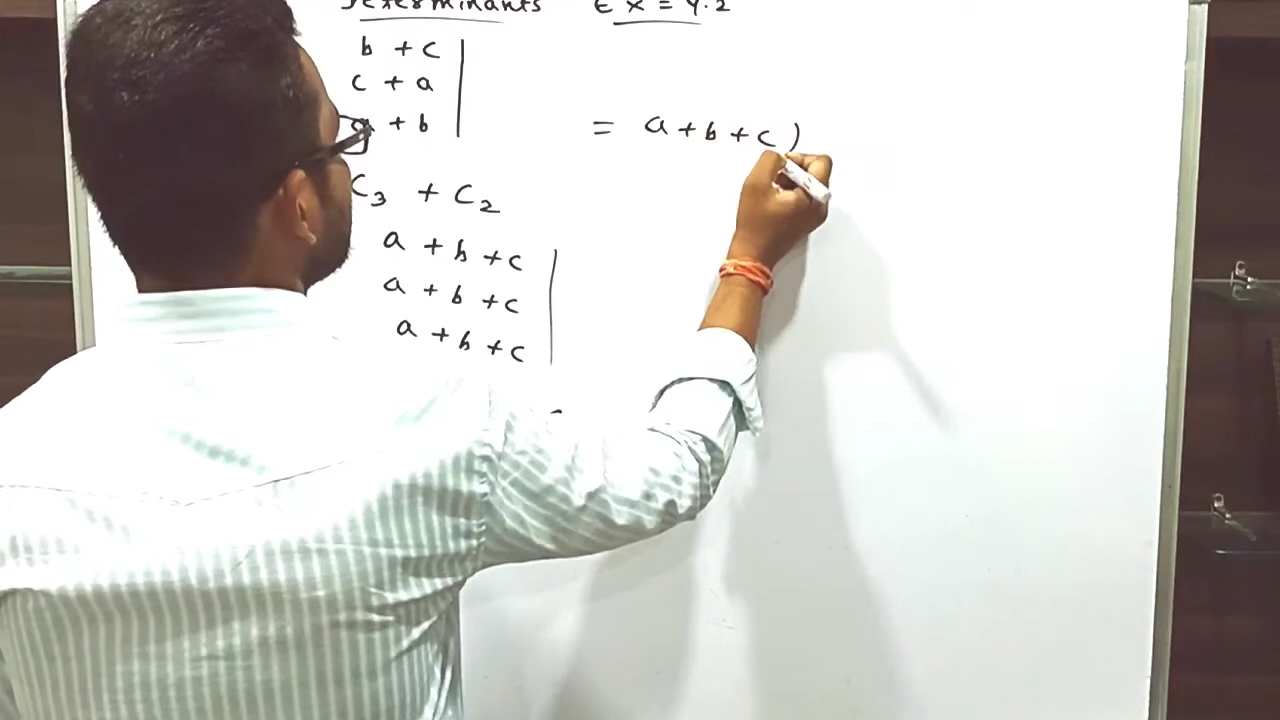 Determinants Ex = 4.2
b + c
c + a
a + b
= a + b + c )
C3 + C2
a + b + c
a + b + c
a + b + c